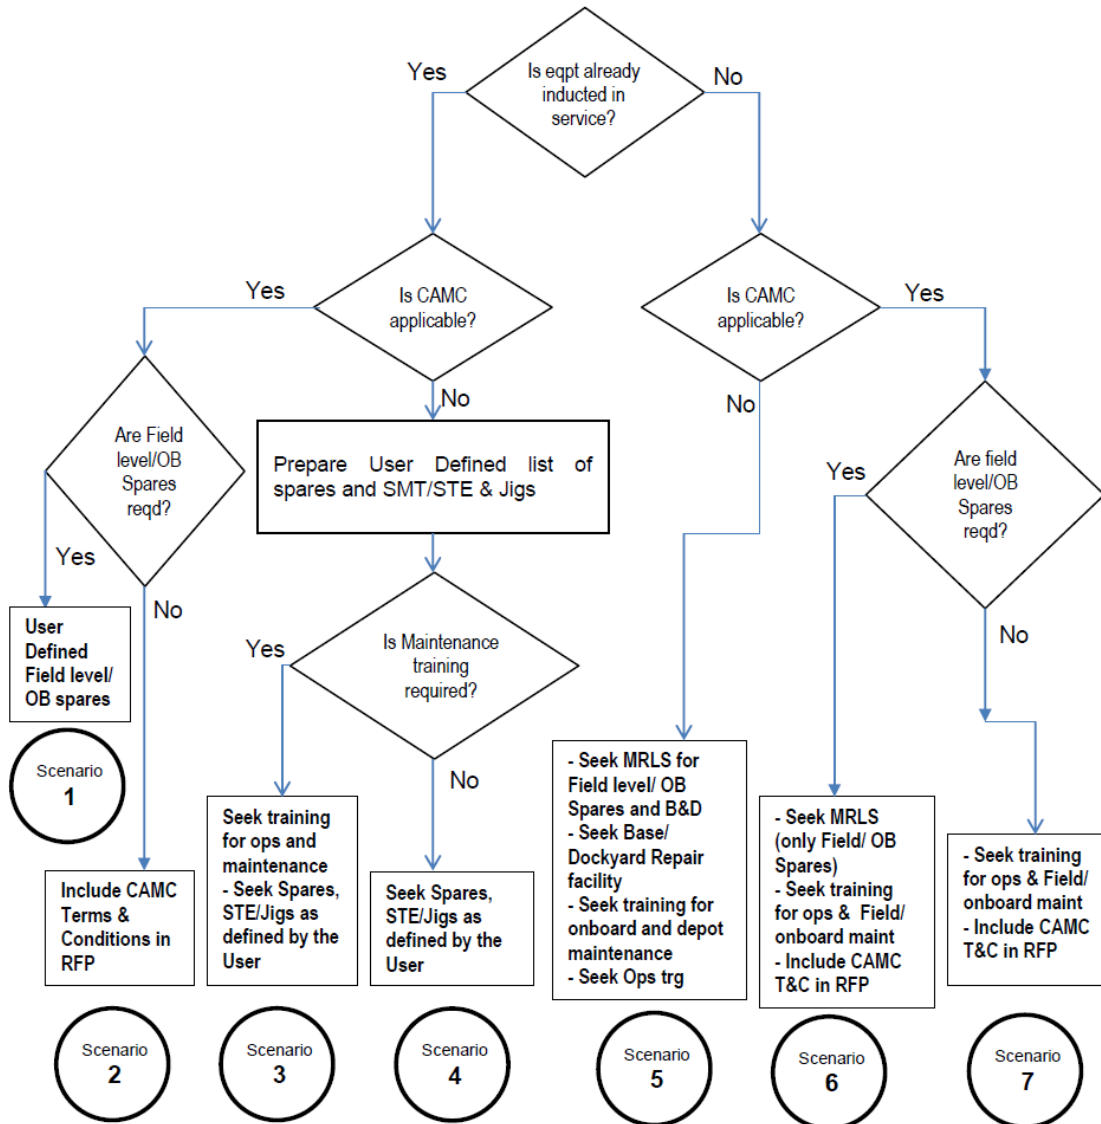 Is eqpt already
inducted in
service?
Yes
No
Is CAMC
applicable?
Yes
No
Is CAMC
applicable?
Yes
No
Are Field
level/OB
Spares
reqd?
Yes
No
Prepare User Defined list of
spares and SMT/STE & Jigs
Are field
level/OB
Spares
reqd?
Yes
No
Is Maintenance
training
required?
Yes
No
User
Defined
Field level/
OB spares
Scenario
1
Include CAMC
Terms &
Conditions in
RFP
Scenario
2
Seek training
for ops and
maintenance
- Seek Spares,
STE/Jigs as
defined by the
User
Scenario
3
Seek Spares,
STE/Jigs as
defined by the
User
Scenario
4
- Seek MRLS for
Field level/ OB
Spares and B&D
- Seek Base/
Dockyard Repair
facility
- Seek training for
onboard and depot
maintenance
- Seek Ops trg
Scenario
5
- Seek MRLS
(only Field/ OB
Spares)
- Seek training
for ops & Field/
onboard maint
- Include CAMC
T&C in RFP
Scenario
6
- Seek training
for ops & Field/
onboard maint
- Include CAMC
T&C in RFP
Scenario
7